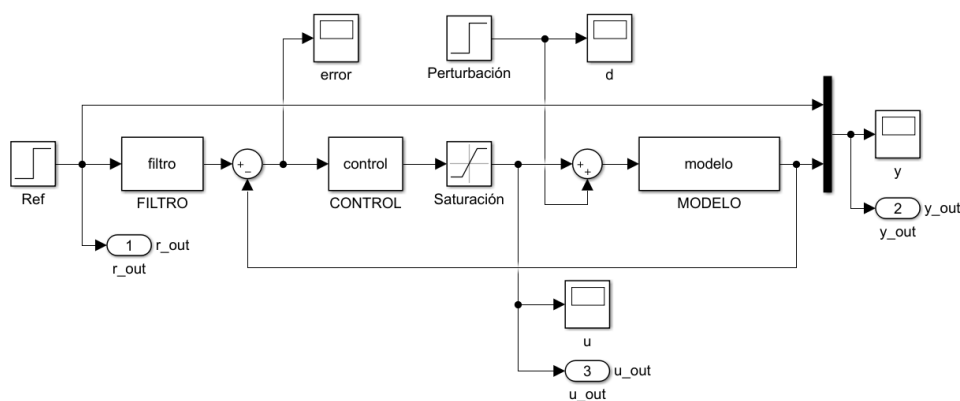 error
Perturbación
d
Ref
filtro
FILTRO
+
−
control
CONTROL
Saturación
+
+
modelo
MODELO
y
1
r_out
r_out
2
y_out
y_out
u
3
u_out
u_out